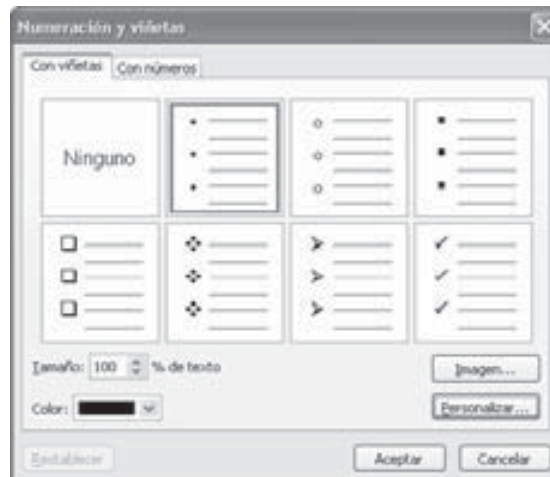 Numeración y viñetas
Con viñetas Con números
Ninguno
Tamaño: 100 % de texto
Imagen...
Color:
Personalizar...
Restablecer
Aceptar Cancelar